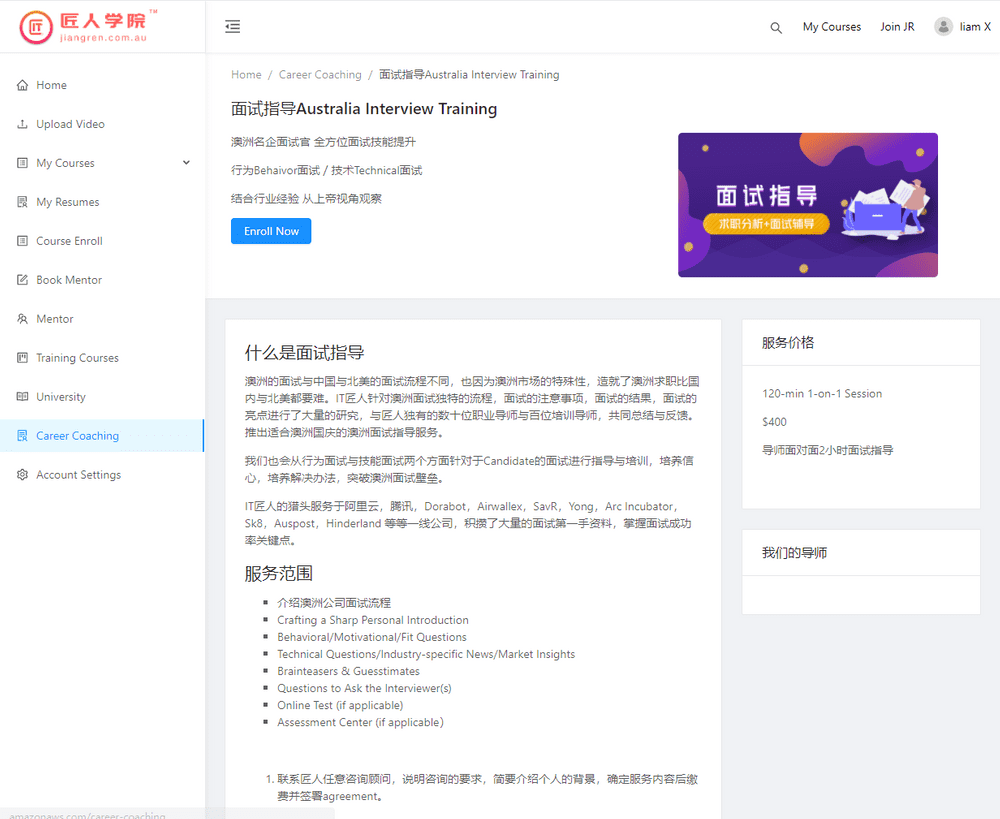 匠人学院™
jiangren.com.au
My Courses
Join JR
liam X
Home
Upload Video
My Courses
My Resumes
Course Enroll
Book Mentor
Mentor
Training Courses
University
Career Coaching
Account Settings
Home / Career Coaching / 面试指导Australia Interview Training
面试指导Australia Interview Training
澳洲名企面试官 全方位面试技能提升
行为Behaivor面试 / 技术Technical面试
结合行业经验 从上帝视角观察
Enroll Now
面试指导
求职分析+面试辅导
什么是面试指导
澳洲的面试与中国与北美的面试流程不同，也因为澳洲市场的特殊性，造就了澳洲求职比国
内与北美都要难。IT匠人针对澳洲面试独特的流程，面试的注意事项，面试的结果，面试的
亮点进行了大量的研究，与匠人独有的数十位职业导师与百位培训导师，共同总结与反馈。
推出适合澳洲国庆的澳洲面试指导服务。
我们也会从行为面试与技能面试两个方面针对于Candidate的面试进行指导与培训，培养信
心，培养解决办法，突破澳洲面试壁垒。
IT匠人的猎头服务于阿里云，腾讯，Dorabot，Airwallex，SavR，Yong，Arc Incubator，
Sk8，Auspost，Hinderland 等等一线公司，积攒了大量的面试第一手资料，掌握面试成功
率关键点。
服务范围
介绍澳洲公司面试流程
Crafting a Sharp Personal Introduction
Behavioral/Motivational/Fit Questions
Technical Questions/Industry-specific News/Market Insights
Brainteasers & Guesstimates
Questions to Ask the Interviewer(s)
Online Test (if applicable)
Assessment Center (if applicable）
1. 联系匠人任意咨询顾问，说明咨询的要求，简要介绍个人的背景，确定服务内容后缴
费并签署agreement。
服务价格
120-min 1-on-1 Session
$400
导师面对面2小时面试指导
我们的导师
amazonaws.com/career-coaching